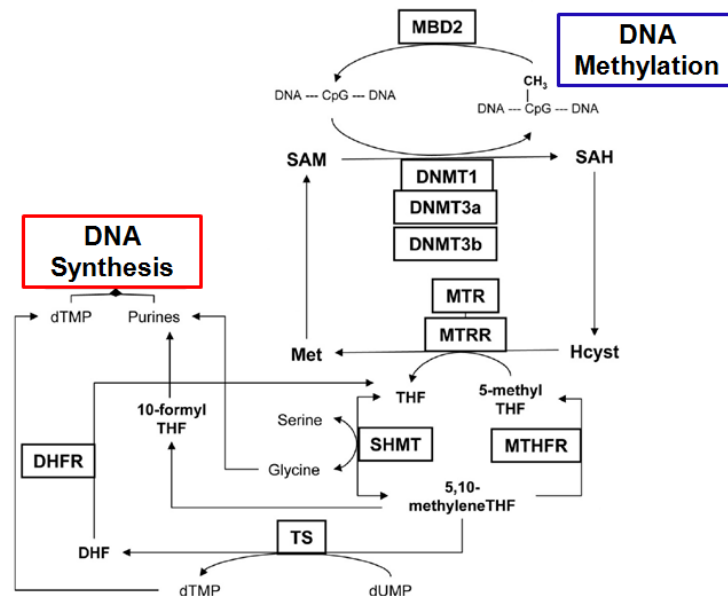 MBD2
DNA
Methylation
CH₃
DNA --- CpG --- DNA
DNA --- CpG --- DNA
SAM
SAH
DNMT1
DNMT3a
DNMT3b
DNA
Synthesis
MTR
dTMP
Purines
MTRR
Met
Hcyst
THF
5-methyl
THF
10-formyl
THF
Serine
DHFR
SHMT
MTHFR
Glycine
5,10-
methyleneTHF
TS
DHF
dTMP
dUMP